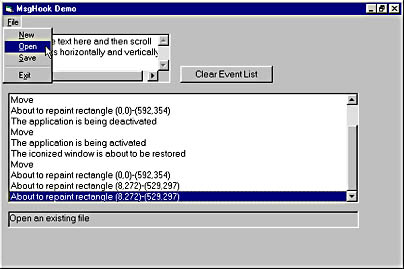 MsgHook Demo
File
New
Open
Save
Exit
e text here and then scroll
s horizontally and vertically
Clear Event List
Move
About to repaint rectangle (0,0)-(592,354)
The application is being deactivated
Move
The application is being activated
The iconized window is about to be restored
Move
About to repaint rectangle (0,0)-(592,354)
About to repaint rectangle (8,272)-(529,297)
About to repaint rectangle (8,272)-(529,297)
Open an existing file